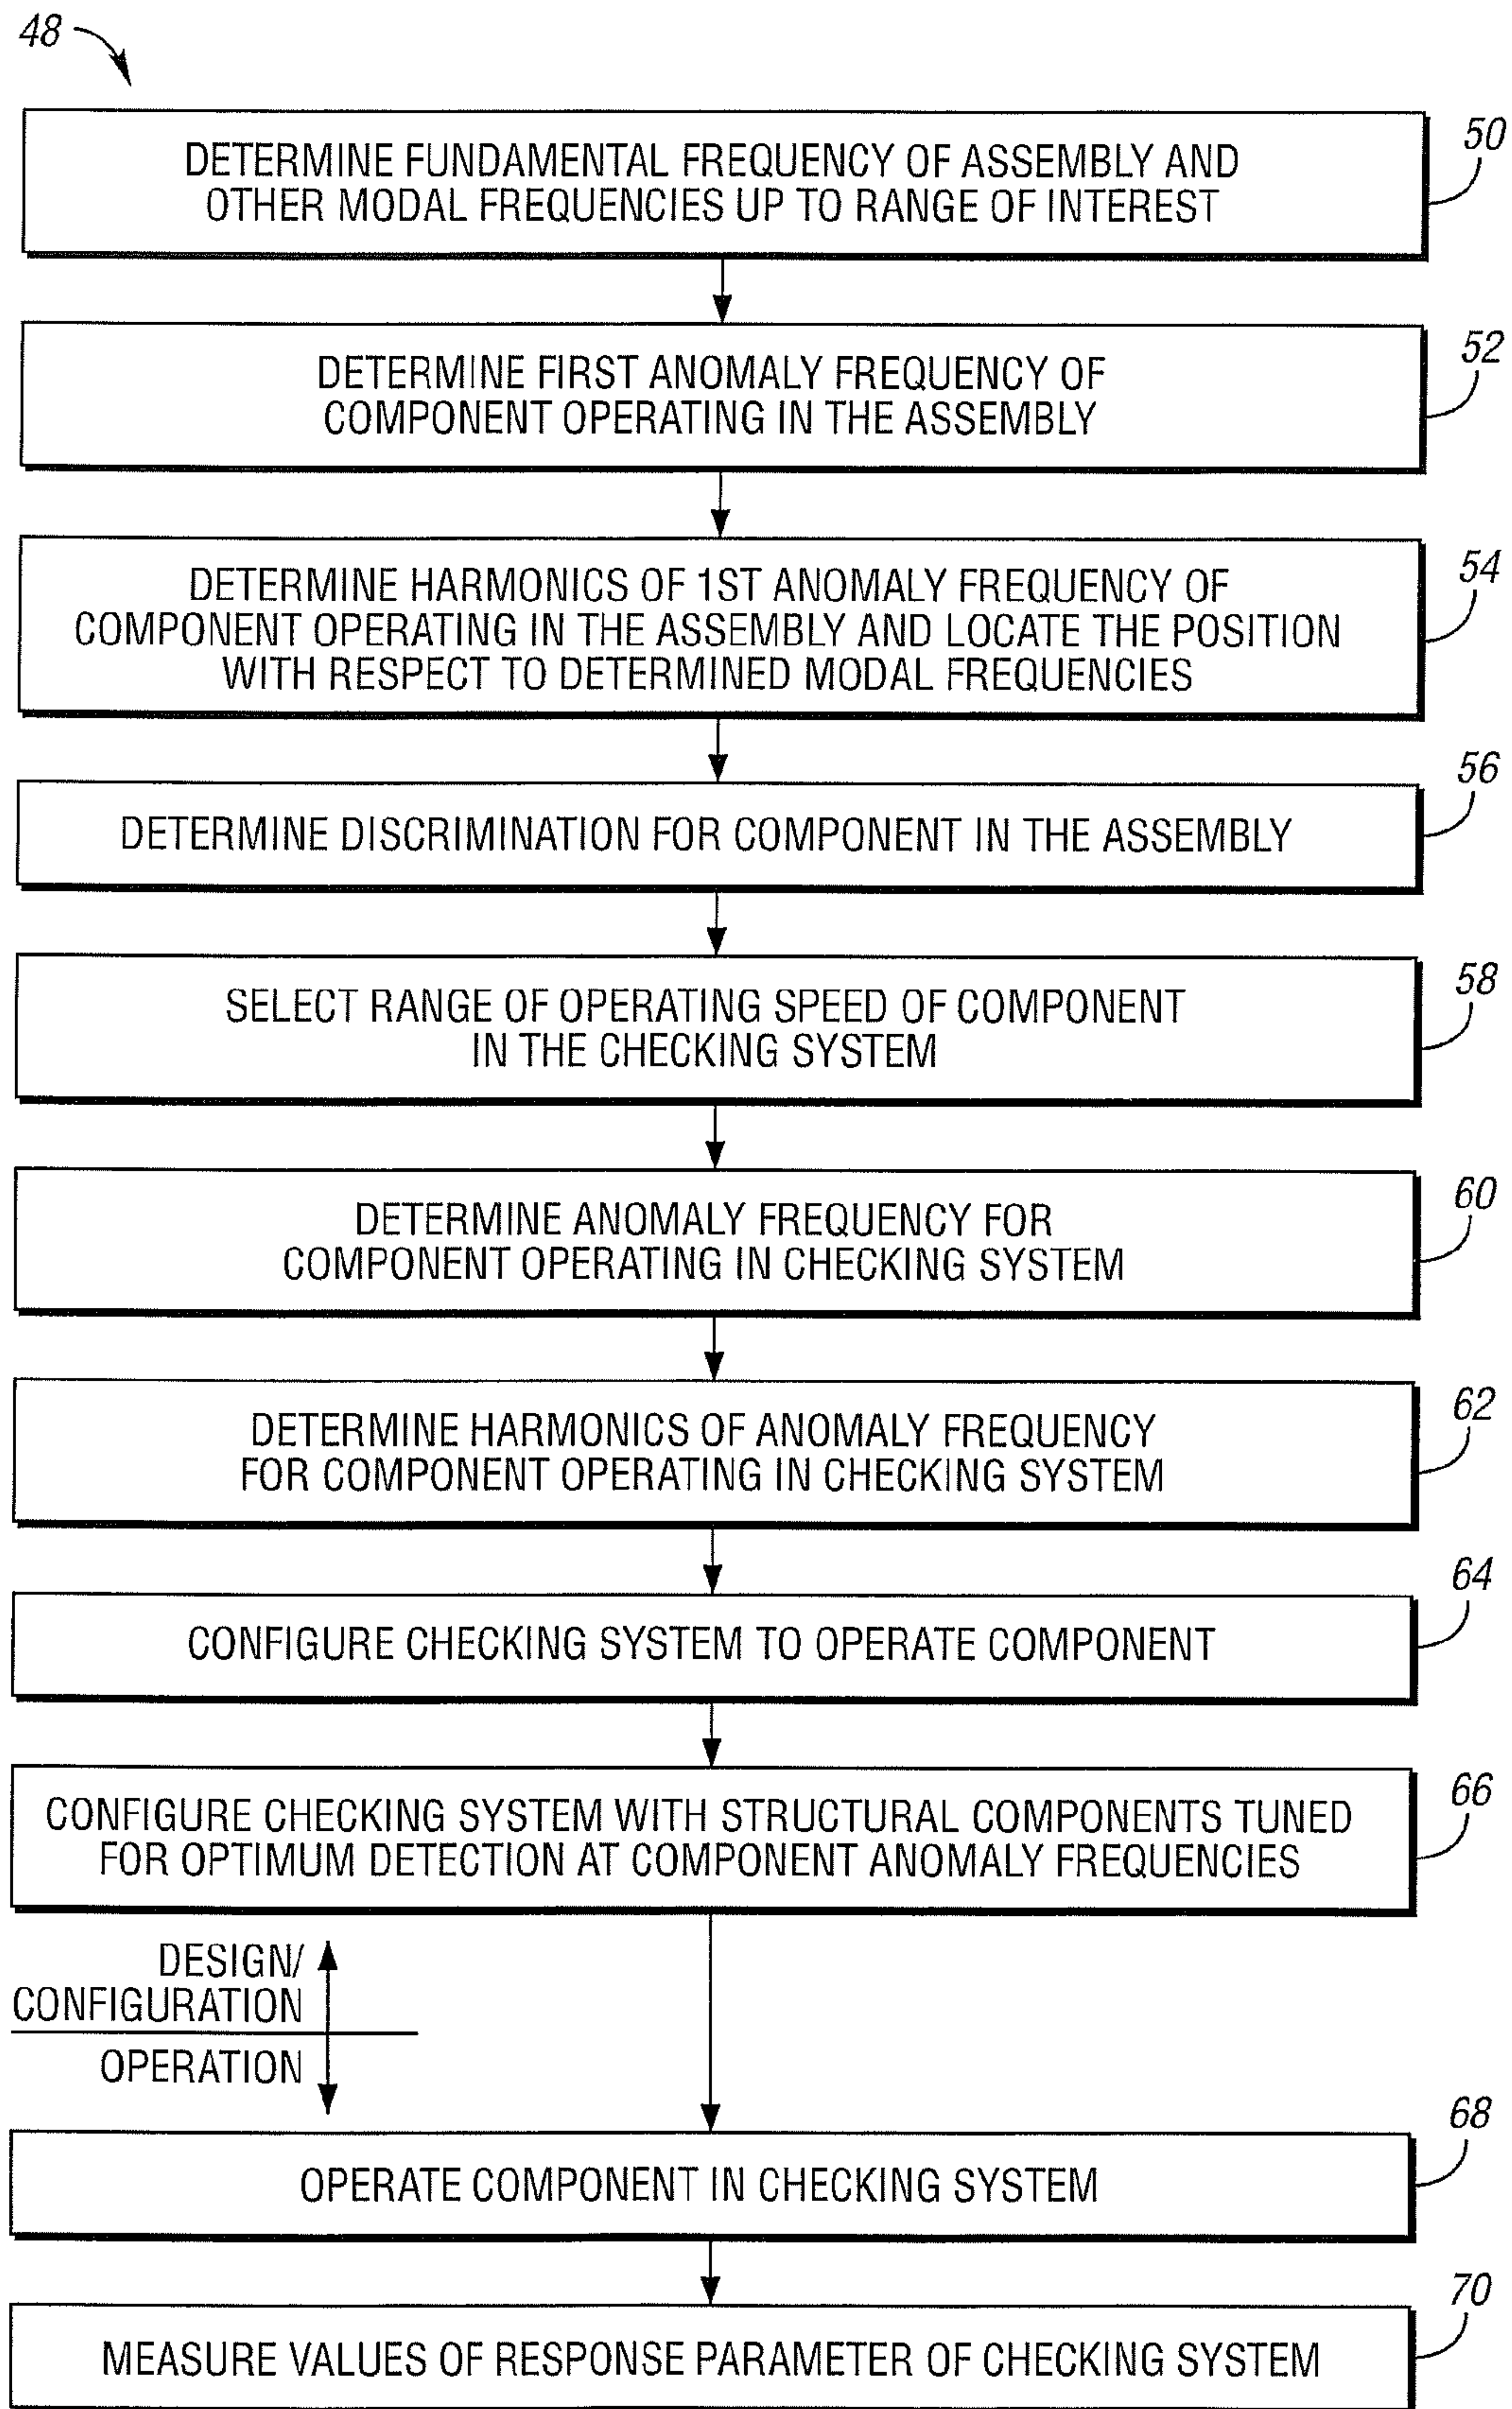 48
DETERMINE FUNDAMENTAL FREQUENCY OF ASSEMBLY AND
OTHER MODAL FREQUENCIES UP TO RANGE OF INTEREST
50
DETERMINE FIRST ANOMALY FREQUENCY OF
COMPONENT OPERATING IN THE ASSEMBLY
52
DETERMINE HARMONICS OF 1ST ANOMALY FREQUENCY OF
COMPONENT OPERATING IN THE ASSEMBLY AND LOCATE THE POSITION
WITH RESPECT TO DETERMINED MODAL FREQUENCIES
54
DETERMINE DISCRIMINATION FOR COMPONENT IN THE ASSEMBLY
56
SELECT RANGE OF OPERATING SPEED OF COMPONENT
IN THE CHECKING SYSTEM
58
DETERMINE ANOMALY FREQUENCY FOR
COMPONENT OPERATING IN CHECKING SYSTEM
60
DETERMINE HARMONICS OF ANOMALY FREQUENCY
FOR COMPONENT OPERATING IN CHECKING SYSTEM
62
CONFIGURE CHECKING SYSTEM TO OPERATE COMPONENT
64
CONFIGURE CHECKING SYSTEM WITH STRUCTURAL COMPONENTS TUNED
FOR OPTIMUM DETECTION AT COMPONENT ANOMALY FREQUENCIES
66
DESIGN/
CONFIGURATION
OPERATION
OPERATE COMPONENT IN CHECKING SYSTEM
68
MEASURE VALUES OF RESPONSE PARAMETER OF CHECKING SYSTEM
70